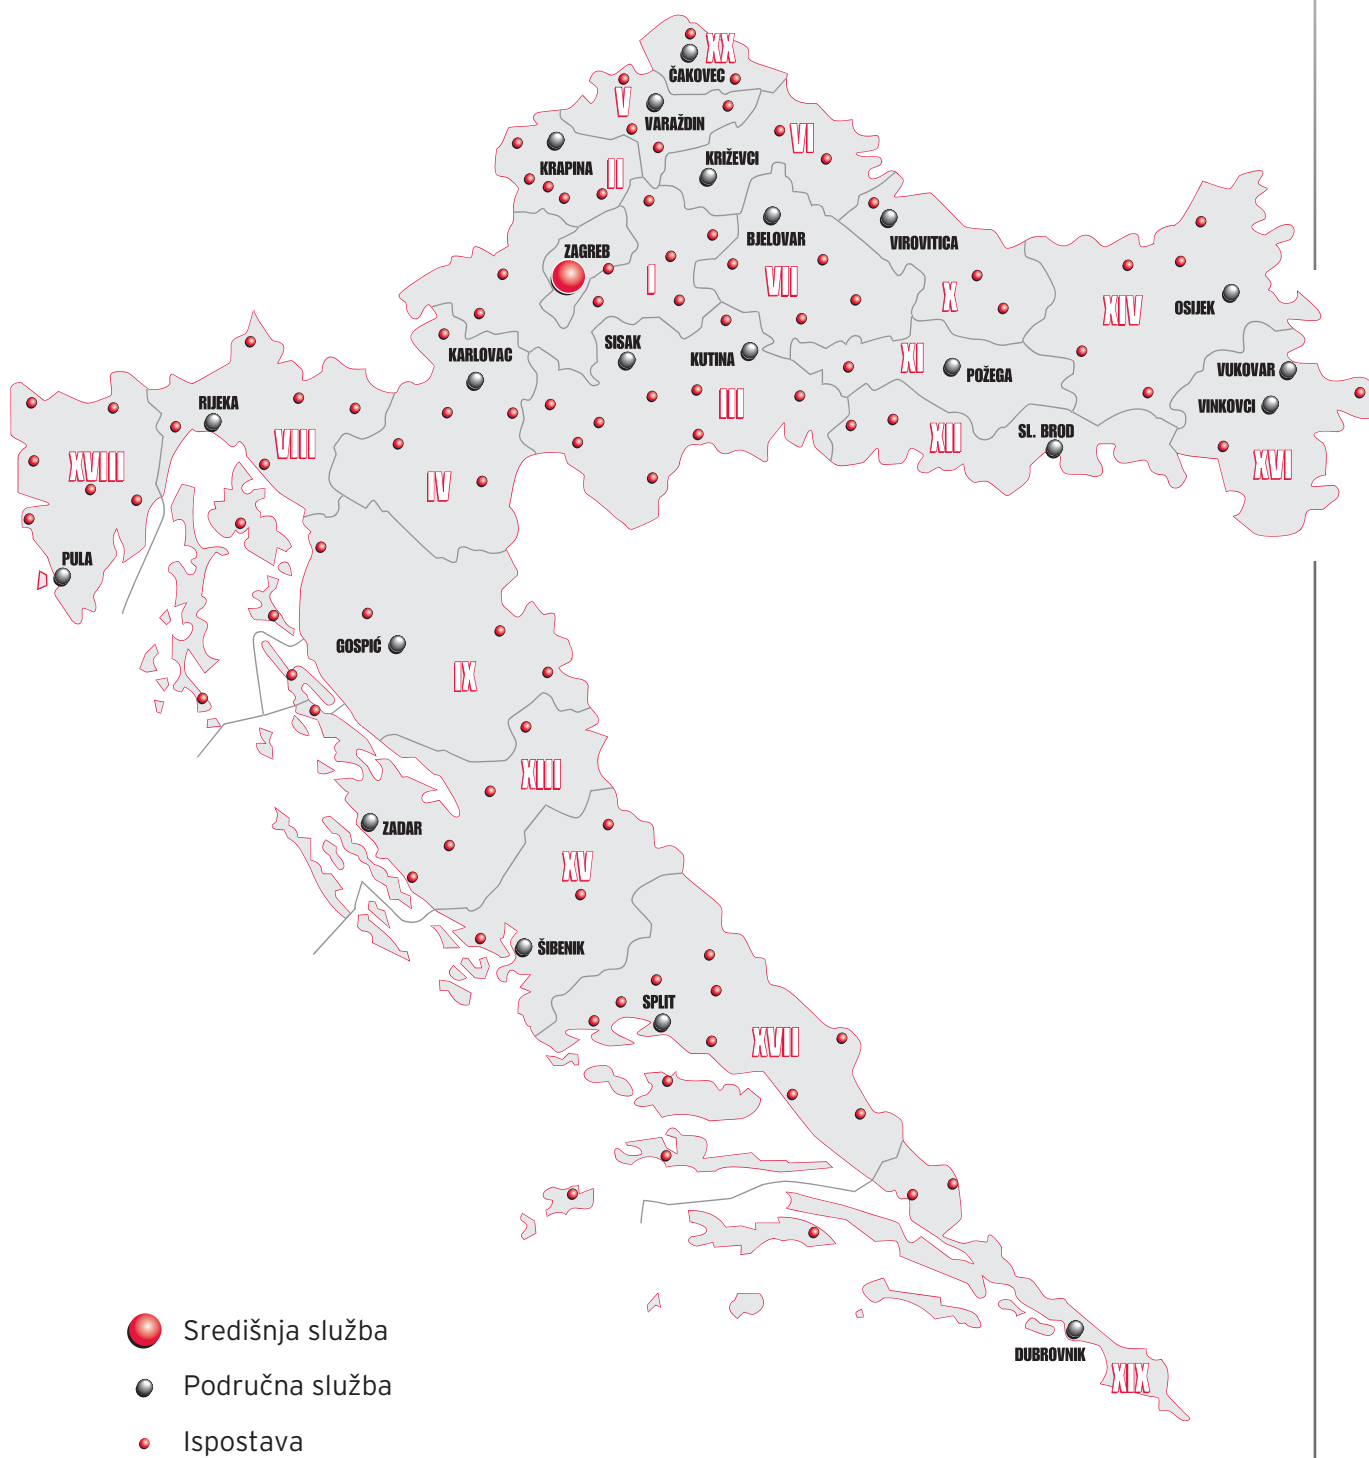 XX
ČAKOVEC
V
VARAŽDIN
VI
KRIŽEVCI
KRAPINA
II
BJELOVAR
VIROVITICA
ZAGREB
I
VII
X
XIV
OSIJEK
SISAK
KUTINA
XI
POŽEGA
KARLOVAC
VUKOVAR
VINKOVCI
RIJEKA
III
SL. BROD
XII
VIII
XVIII
IV
XVI
PULA
GOSPIĆ
IX
XIII
ZADAR
XV
ŠIBENIK
SPLIT
XVII
DUBROVNIK
XIX
Središnja služba
Područna služba
Ispostava